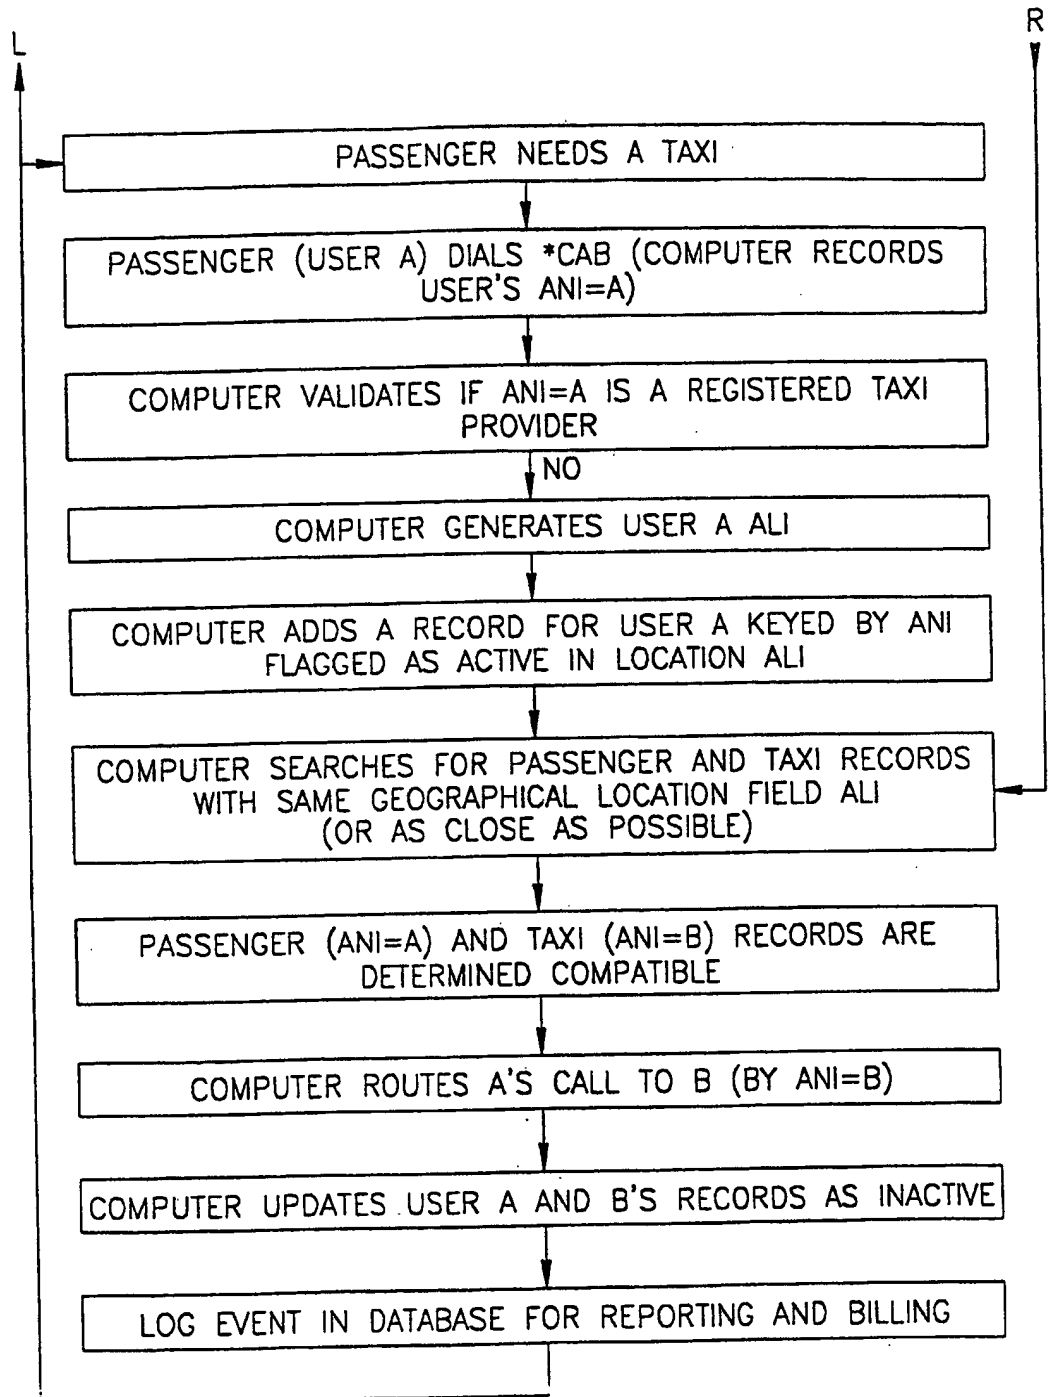 L
R
PASSENGER NEEDS A TAXI
PASSENGER (USER A) DIALS *CAB (COMPUTER RECORDS
USER'S ANI=A)
COMPUTER VALIDATES IF ANI=A IS A REGISTERED TAXI
PROVIDER
NO
COMPUTER GENERATES USER A ALI
COMPUTER ADDS A RECORD FOR USER A KEYED BY ANI
FLAGGED AS ACTIVE IN LOCATION ALI
COMPUTER SEARCHES FOR PASSENGER AND TAXI RECORDS
WITH SAME GEOGRAPHICAL LOCATION FIELD ALI
(OR AS CLOSE AS POSSIBLE)
PASSENGER (ANI=A) AND TAXI (ANI=B) RECORDS ARE
DETERMINED COMPATIBLE
COMPUTER ROUTES A'S CALL TO B (BY ANI=B)
COMPUTER UPDATES USER A AND B'S RECORDS AS INACTIVE
LOG EVENT IN DATABASE FOR REPORTING AND BILLING